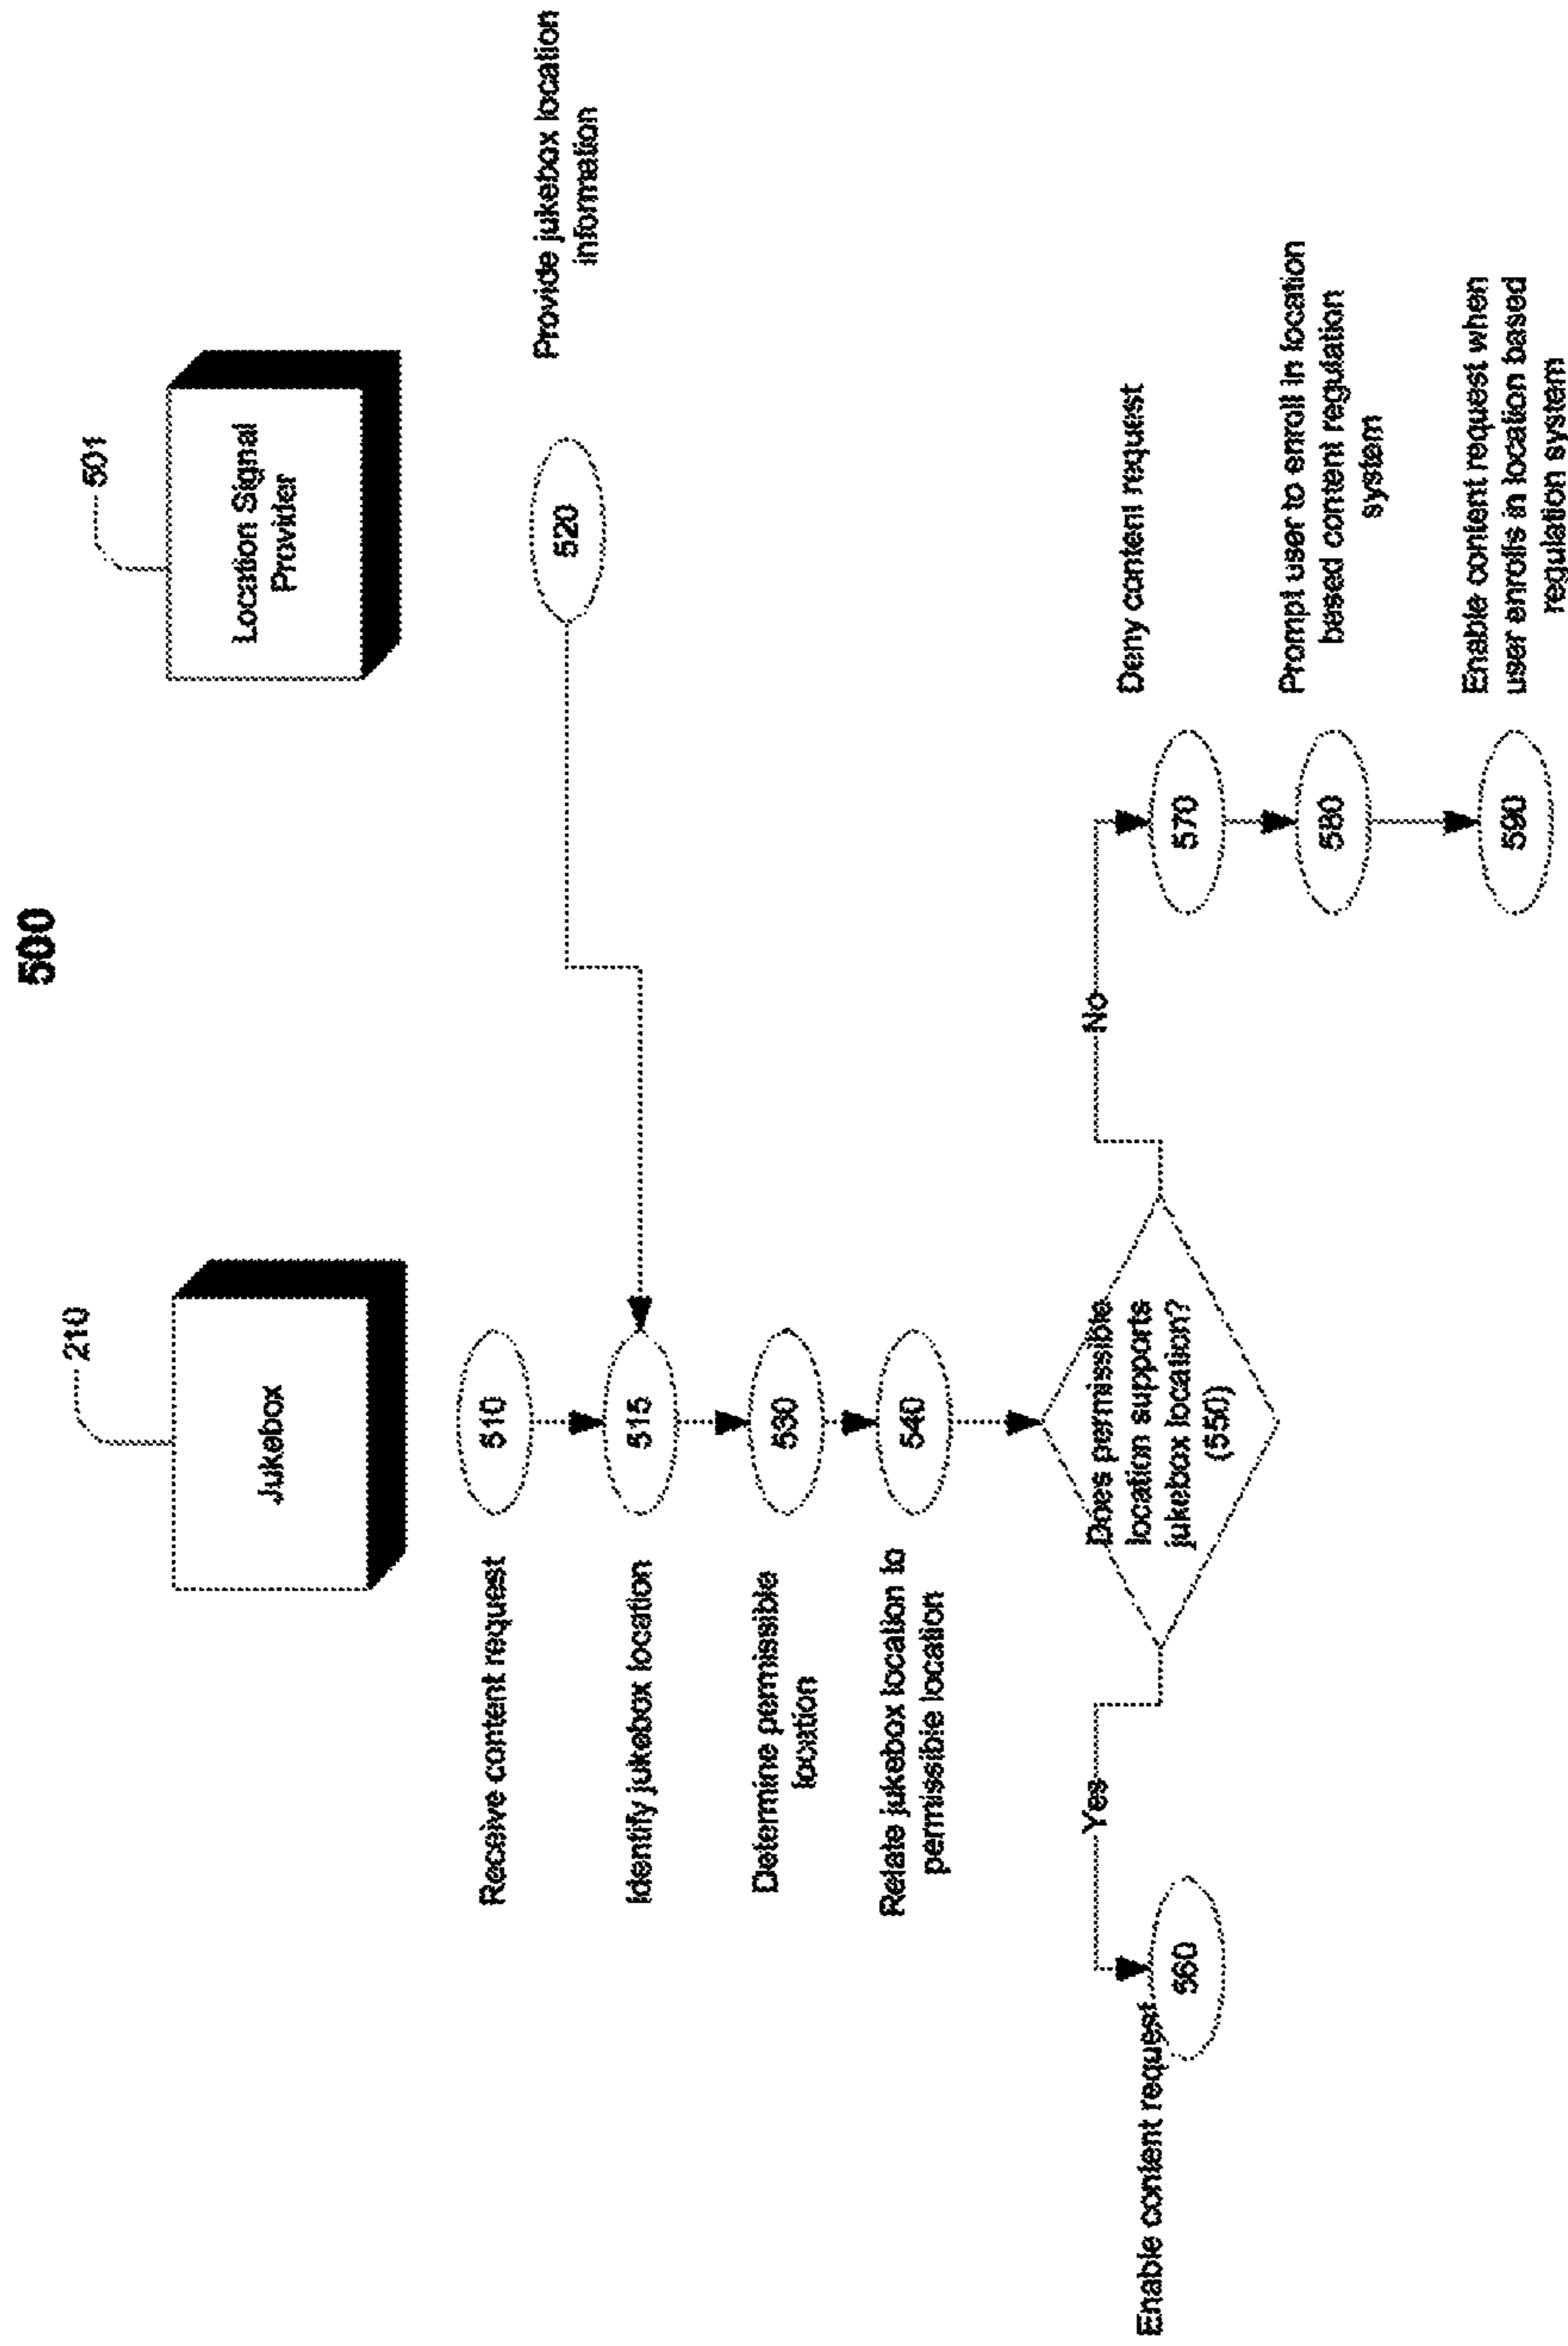 500
210
501
Jukebox
Location Signal
Provider
Receive content request
510
Identify jukebox location
515
520
Provide jukebox location
information
Determine permissible
location
530
Relate jukebox location to
permissible location
540
Does permissible
location supports
jukebox location?
(550)
Yes
No
Enable content request
560
570
Deny content request
580
Prompt user to enroll in location
based content regulation
system
590
Enable content request when
user enrolls in location based
regulation system